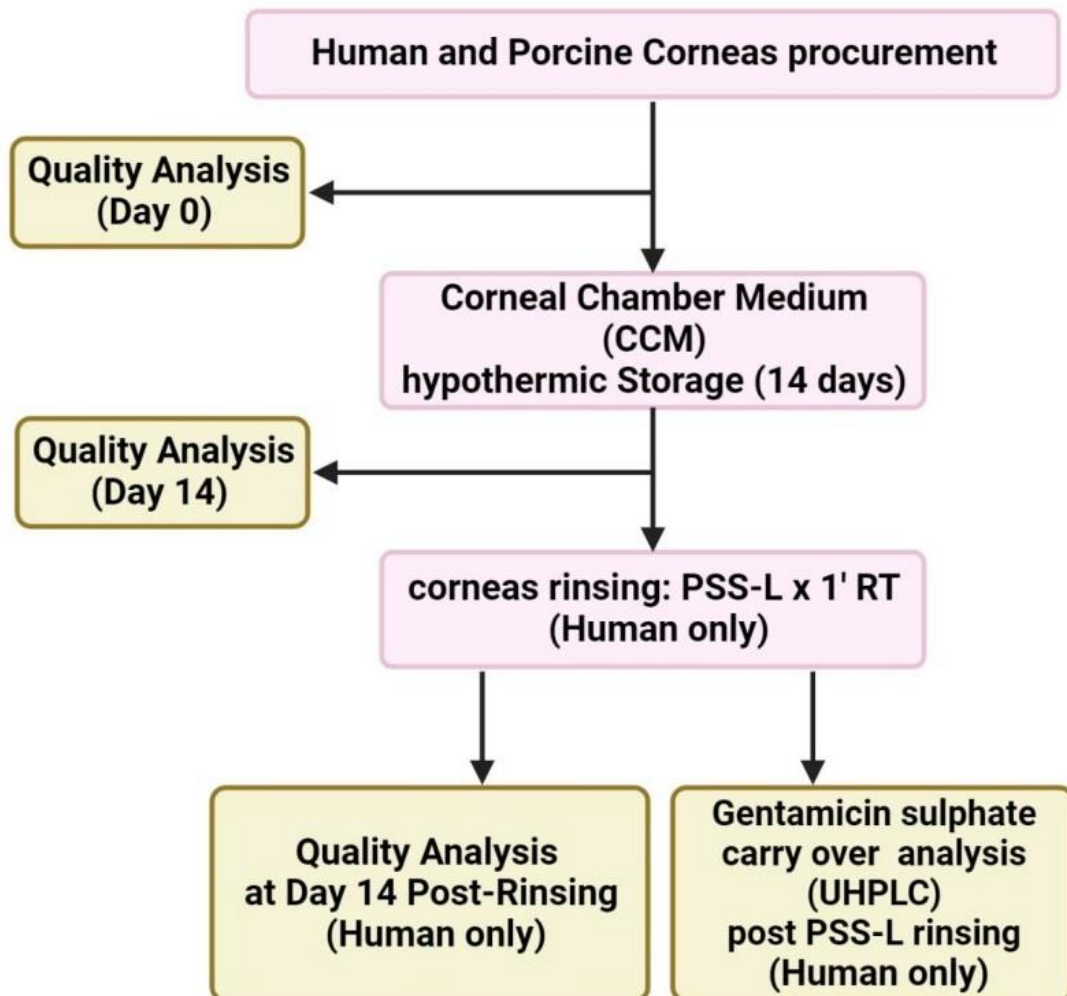 Human and Porcine Corneas procurement
Quality Analysis
(Day 0)
Corneal Chamber Medium
(CCM)
hypothermic Storage (14 days)
Quality Analysis
(Day 14)
corneas rinsing: PSS-L x 1' RT
(Human only)
Quality Analysis
at Day 14 Post-Rinsing
(Human only)
Gentamicin sulphate
carry over analysis
(UHPLC)
post PSS-L rinsing
(Human only)